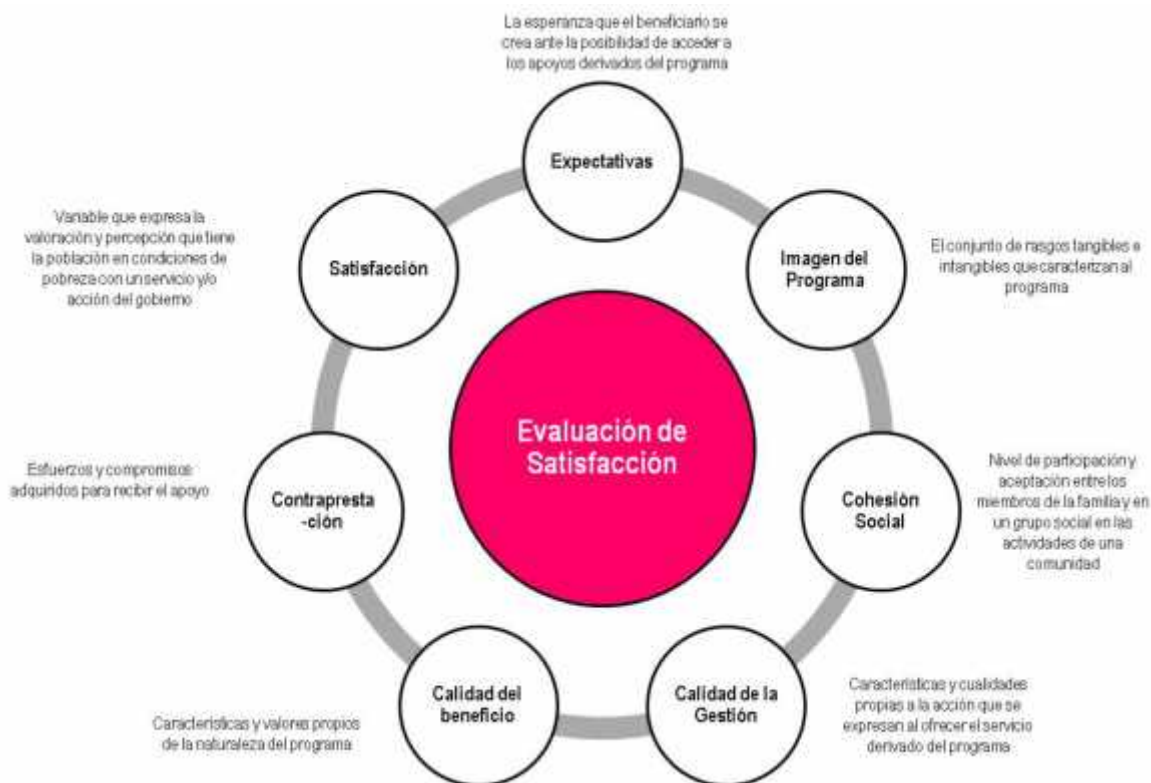 La esperanza que el beneficiario se
crea ante la posibilidad de acceder a
los apoyos derivados del programa
Expectativas
Variable que expresa la
valoración y percepción que tiene
la población en condiciones de
pobreza con un servicio y/o
acción del gobierno
Satisfacción
Imagen del
Programa
El conjunto de rasgos tangibles e
intangibles que caracterizan al
programa
Evaluación de
Satisfacción
Esfuerzos y compromisos
adquiridos para recibir el apoyo
Contrapresta
-ción
Cohesión
Social
Nivel de participación y
aceptación entre los
miembros de la familia y en
un grupo social en las
actividades de una
comunidad
Calidad del
beneficio
Características y valores propios
de la naturaleza del programa
Calidad de la
Gestión
Características y cualidades
propias a la acción que se
expresan al ofrecer el servicio
derivado del programa